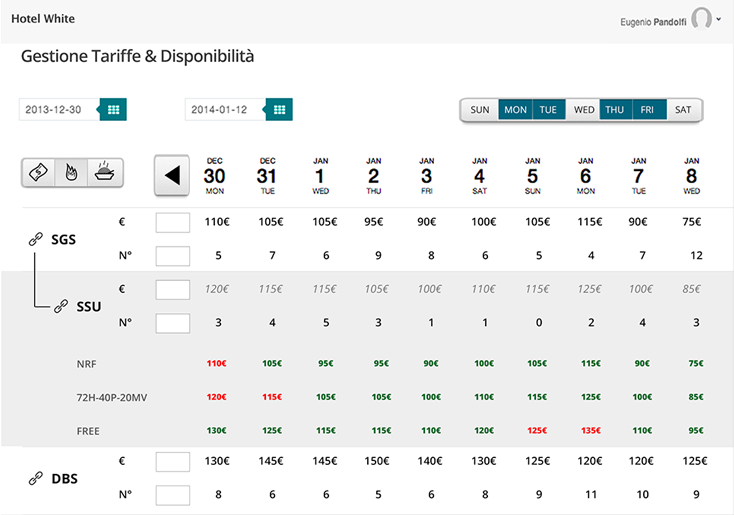 Hotel White
Eugenio Pandolfi
Gestione Tariffe & Disponibilità
2013-12-30 2014-01-12 SUN MON TUE WED THU FRI SAT
DEC DEC JAN JAN JAN JAN JAN JAN JAN JAN
30 31 1 2 3 4 5 6 7 8
MON TUE WED THU FRI SAT SUN MON TUE WED
€ 110€ 105€ 105€ 95€ 90€ 100€ 105€ 115€ 90€ 75€
SGS
N° 5 7 6 9 8 6 5 4 7 12
€ 120€ 115€ 115€ 105€ 100€ 110€ 115€ 125€ 100€ 85€
SSU
N° 3 4 5 3 1 1 0 2 4 3
NRF 110€ 105€ 95€ 95€ 90€ 100€ 105€ 115€ 90€ 75€
72H-40P-20MV 120€ 115€ 105€ 105€ 100€ 110€ 115€ 125€ 100€ 85€
FREE 130€ 125€ 115€ 115€ 110€ 120€ 125€ 135€ 110€ 95€
€ 130€ 145€ 145€ 150€ 140€ 130€ 125€ 120€ 120€ 125€
DBS
N° 8 6 6 5 6 8 9 11 10 9